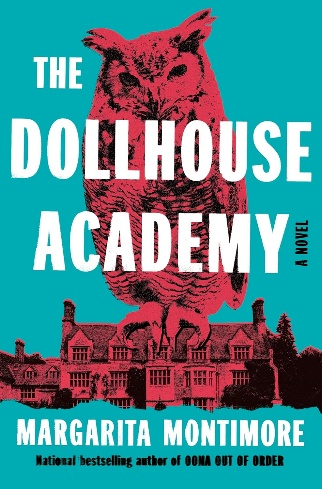 THE
DOLLHOUSE
ACADEMY
A NOVEL
MARGARITA MONTIMORE
National bestselling author of OONA OUT OF ORDER